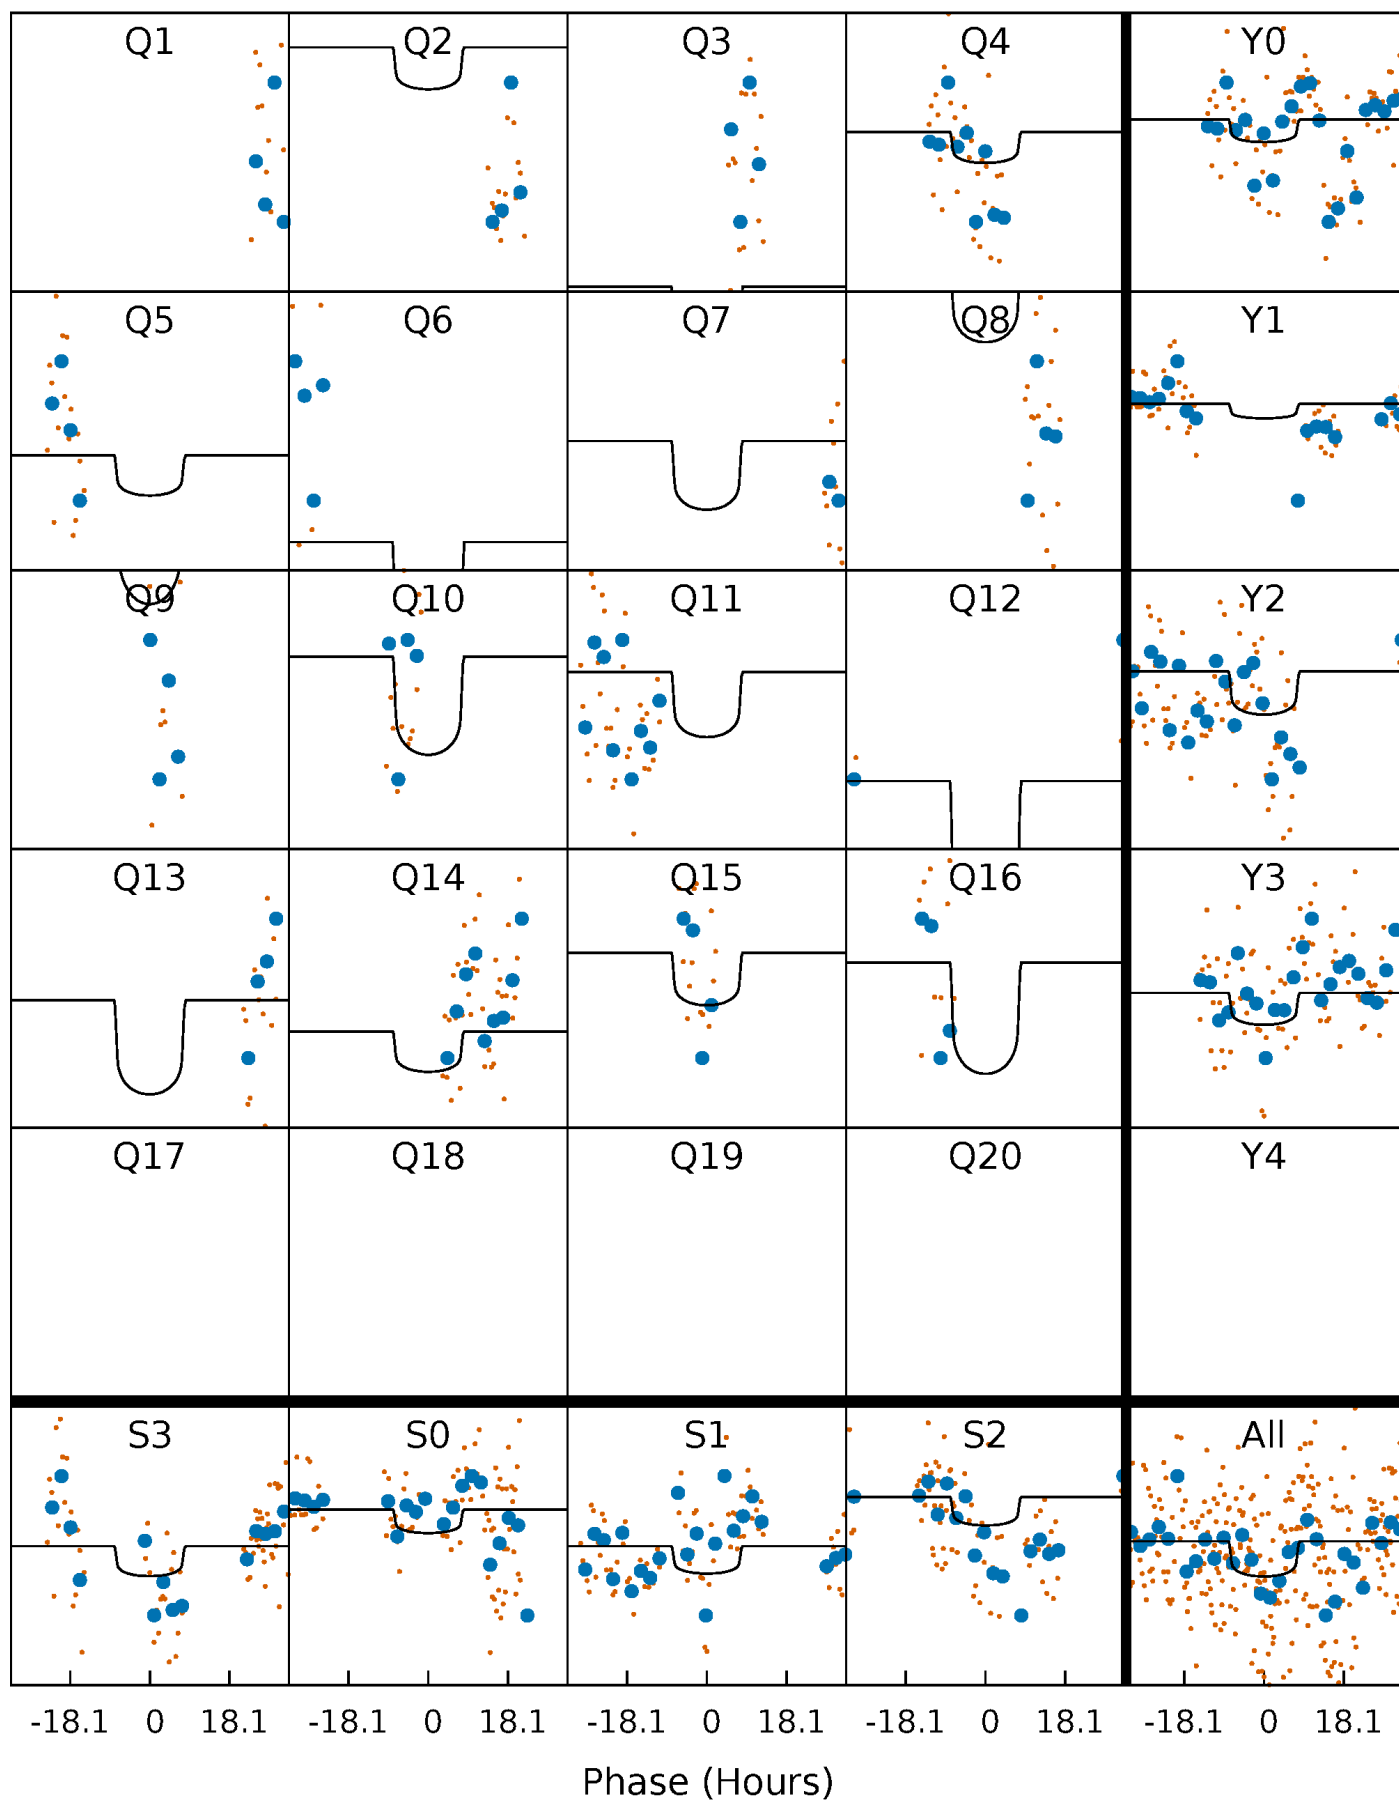 Q1 Q2 Q3 Q4 Y0
Q5 Q6 Q7 Q8 Y1
Q9 Q10 Q11 Q12 Y2
Q13 Q14 Q15 Q16 Y3
Q17 Q18 Q19 Q20 Y4
S3 S0 S1 S2 All
-18.1 0 18.1 -18.1 0 18.1 -18.1 0 18.1 -18.1 0 18.1 -18.1 0 18.1
Phase (Hours)